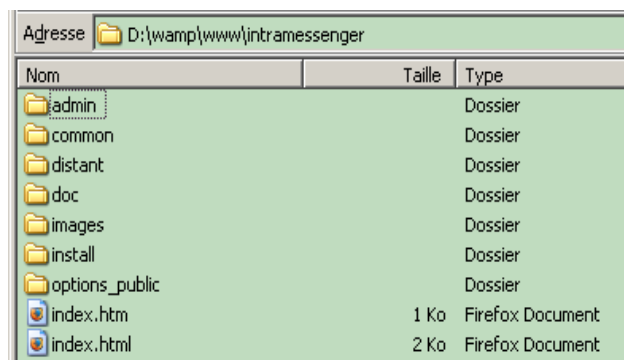 Adresse D:\wamp\www\intramessenger
Nom Taille Type
admin Dossier
common Dossier
distant Dossier
doc Dossier
images Dossier
install Dossier
options_public Dossier
index.htm 1 Ko Firefox Document
index.html 2 Ko Firefox Document